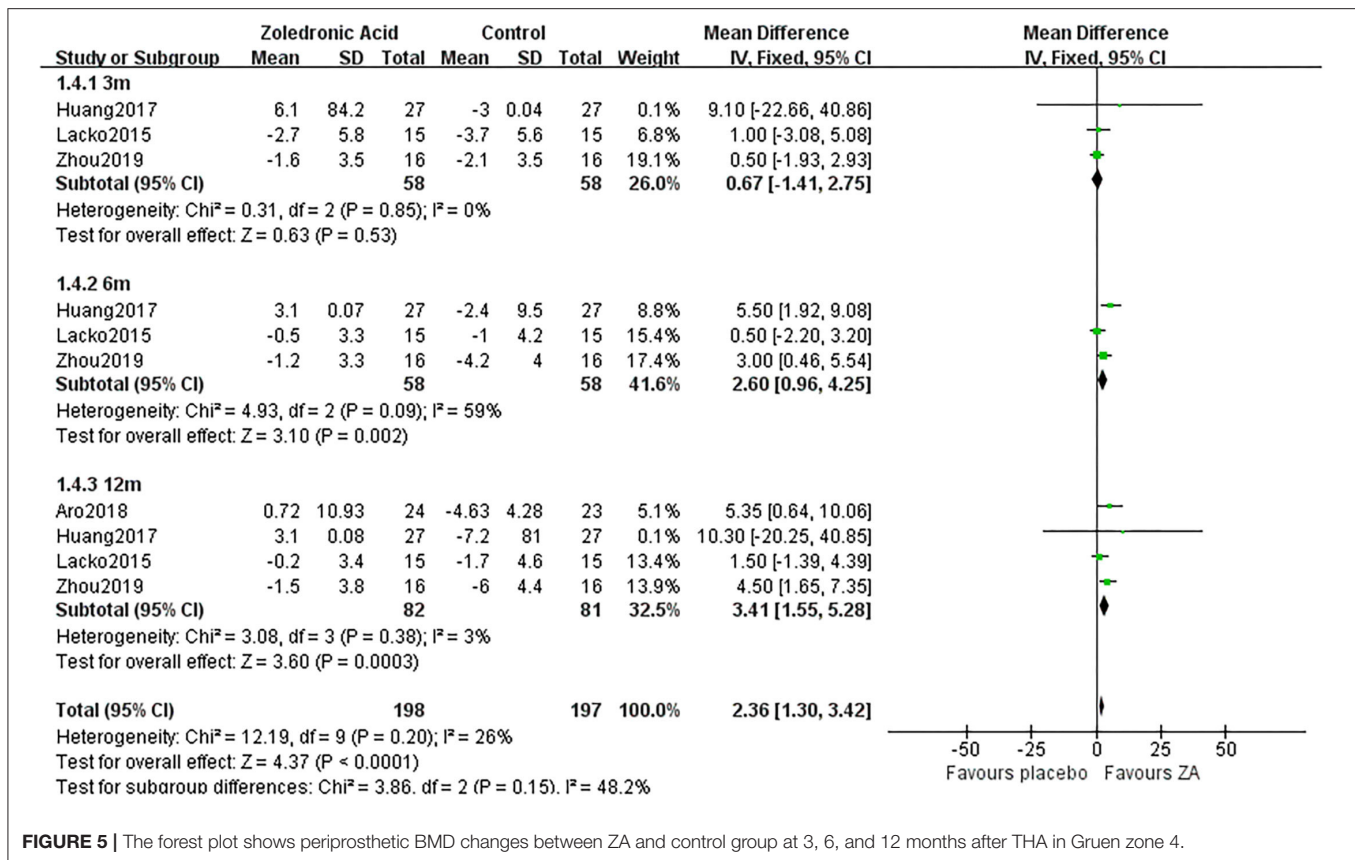 Zoledronic Acid Control Mean Difference Mean Difference
Study or Subgroup Mean SD Total Mean SD Total Weight IV, Fixed, 95% CI IV, Fixed, 95% CI
1.4.1 3m
Huang2017 6.1 84.2 27 -3 0.04 27 0.1% 9.10 [-22.66, 40.86]
Lacko2015 -2.7 5.8 15 -3.7 5.6 15 6.8% 1.00 [-3.08, 5.08]
Zhou2019 -1.6 3.5 16 -2.1 3.5 16 19.1% 0.50 [-1.93, 2.93]
Subtotal (95% CI) 58 58 26.0% 0.67 [-1.41, 2.75]
Heterogeneity: Chi² = 0.31, df = 2 (P = 0.85); I² = 0%
Test for overall effect: Z = 0.63 (P = 0.53)
1.4.2 6m
Huang2017 3.1 0.07 27 -2.4 9.5 27 8.8% 5.50 [1.92, 9.08]
Lacko2015 -0.5 3.3 15 -1 4.2 15 15.4% 0.50 [-2.20, 3.20]
Zhou2019 -1.2 3.3 16 -4.2 4 16 17.4% 3.00 [0.46, 5.54]
Subtotal (95% CI) 58 58 41.6% 2.60 [0.96, 4.25]
Heterogeneity: Chi² = 4.93, df = 2 (P = 0.09); I² = 59%
Test for overall effect: Z = 3.10 (P = 0.002)
1.4.3 12m
Aro2018 0.72 10.93 24 -4.63 4.28 23 5.1% 5.35 [0.64, 10.06]
Huang2017 3.1 0.08 27 -7.2 81 27 0.1% 10.30 [-20.25, 40.85]
Lacko2015 -0.2 3.4 15 -1.7 4.6 15 13.4% 1.50 [-1.39, 4.39]
Zhou2019 -1.5 3.8 16 -6 4.4 16 13.9% 4.50 [1.65, 7.35]
Subtotal (95% CI) 82 81 32.5% 3.41 [1.55, 5.28]
Heterogeneity: Chi² = 3.08, df = 3 (P = 0.38); I² = 3%
Test for overall effect: Z = 3.60 (P = 0.0003)
Total (95% CI) 198 197 100.0% 2.36 [1.30, 3.42]
Heterogeneity: Chi² = 12.19, df = 9 (P = 0.20); I² = 26%
Test for overall effect: Z = 4.37 (P < 0.0001)
Test for subgroup differences: Chi² = 3.86, df = 2 (P = 0.15), I² = 48.2%
-50 -25 0 25 50
Favours placebo Favours ZA
FIGURE 5 | The forest plot shows periprosthetic BMD changes between ZA and control group at 3, 6, and 12 months after THA in Gruen zone 4.